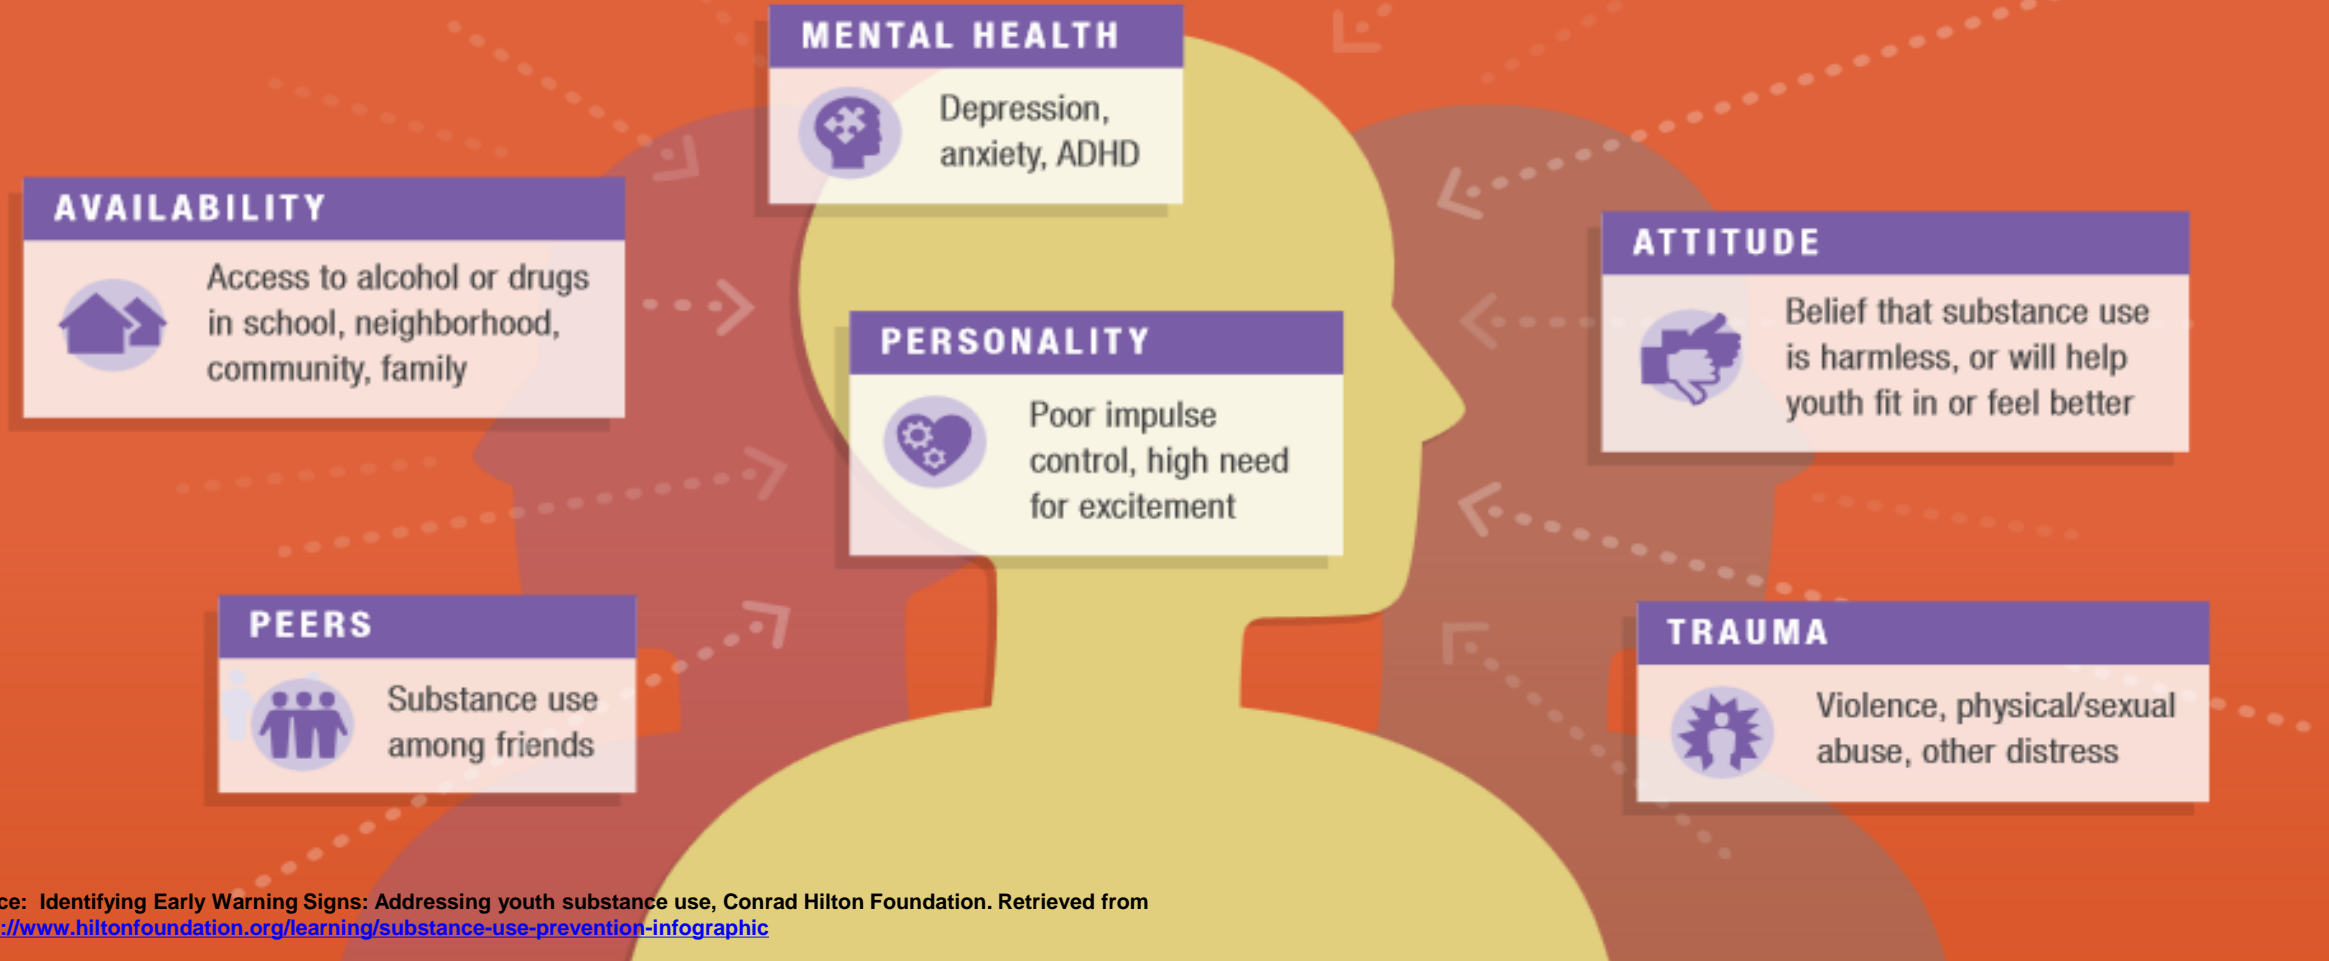 MENTAL HEALTH
Depression,
anxiety, ADHD
AVAILABILITY
Access to alcohol or drugs
in school, neighborhood,
community, family
ATTITUDE
Belief that substance use
is harmless, or will help
youth fit in or feel better
PERSONALITY
Poor impulse
control, high need
for excitement
PEERS
Substance use
among friends
TRAUMA
Violence, physical/sexual
abuse, other distress
ce: Identifying Early Warning Signs: Addressing youth substance use, Conrad Hilton Foundation. Retrieved from
://www.hiltonfoundation.org/learning/substance-use-prevention-infographic